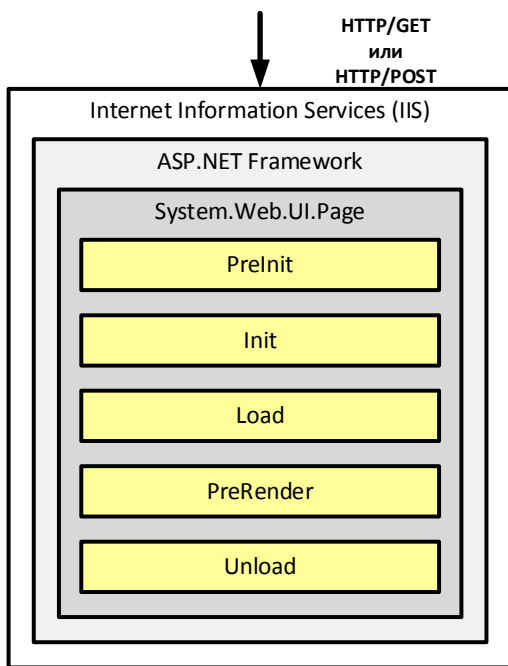 HTTP/GET
или
HTTP/POST
Internet Information Services (IIS)
ASP.NET Framework
System.Web.UI.Page
PreInit
Init
Load
PreRender
Unload